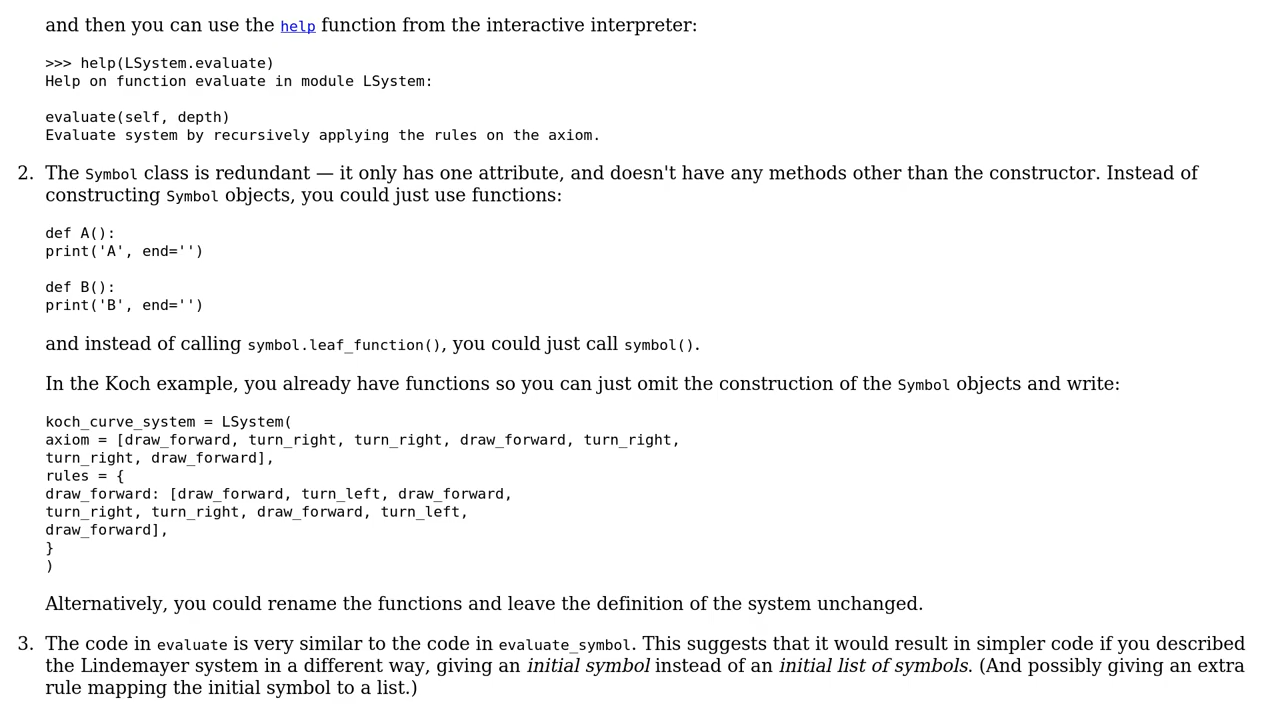 and then you can use the help function from the interactive interpreter:
>>> help(LSystem.evaluate)
Help on function evaluate in module LSystem:
evaluate(self, depth)
Evaluate system by recursively applying the rules on the axiom.
2. The Symbol class is redundant — it only has one attribute, and doesn't have any methods other than the constructor. Instead of
constructing Symbol objects, you could just use functions:
def A():
print('A', end='')
def B():
print('B', end='')
and instead of calling symbol.leaf_function(), you could just call symbol().
In the Koch example, you already have functions so you can just omit the construction of the Symbol objects and write:
koch_curve_system = LSystem(
axiom = [draw_forward, turn_right, turn_right, draw_forward, turn_right,
turn_right, draw_forward],
rules = {
draw_forward: [draw_forward, turn_left, draw_forward,
turn_right, turn_right, draw_forward, turn_left,
draw_forward],
}
)
Alternatively, you could rename the functions and leave the definition of the system unchanged.
3. The code in evaluate is very similar to the code in evaluate_symbol. This suggests that it would result in simpler code if you described
the Lindemayer system in a different way, giving an initial symbol instead of an initial list of symbols. (And possibly giving an extra
rule mapping the initial symbol to a list.)